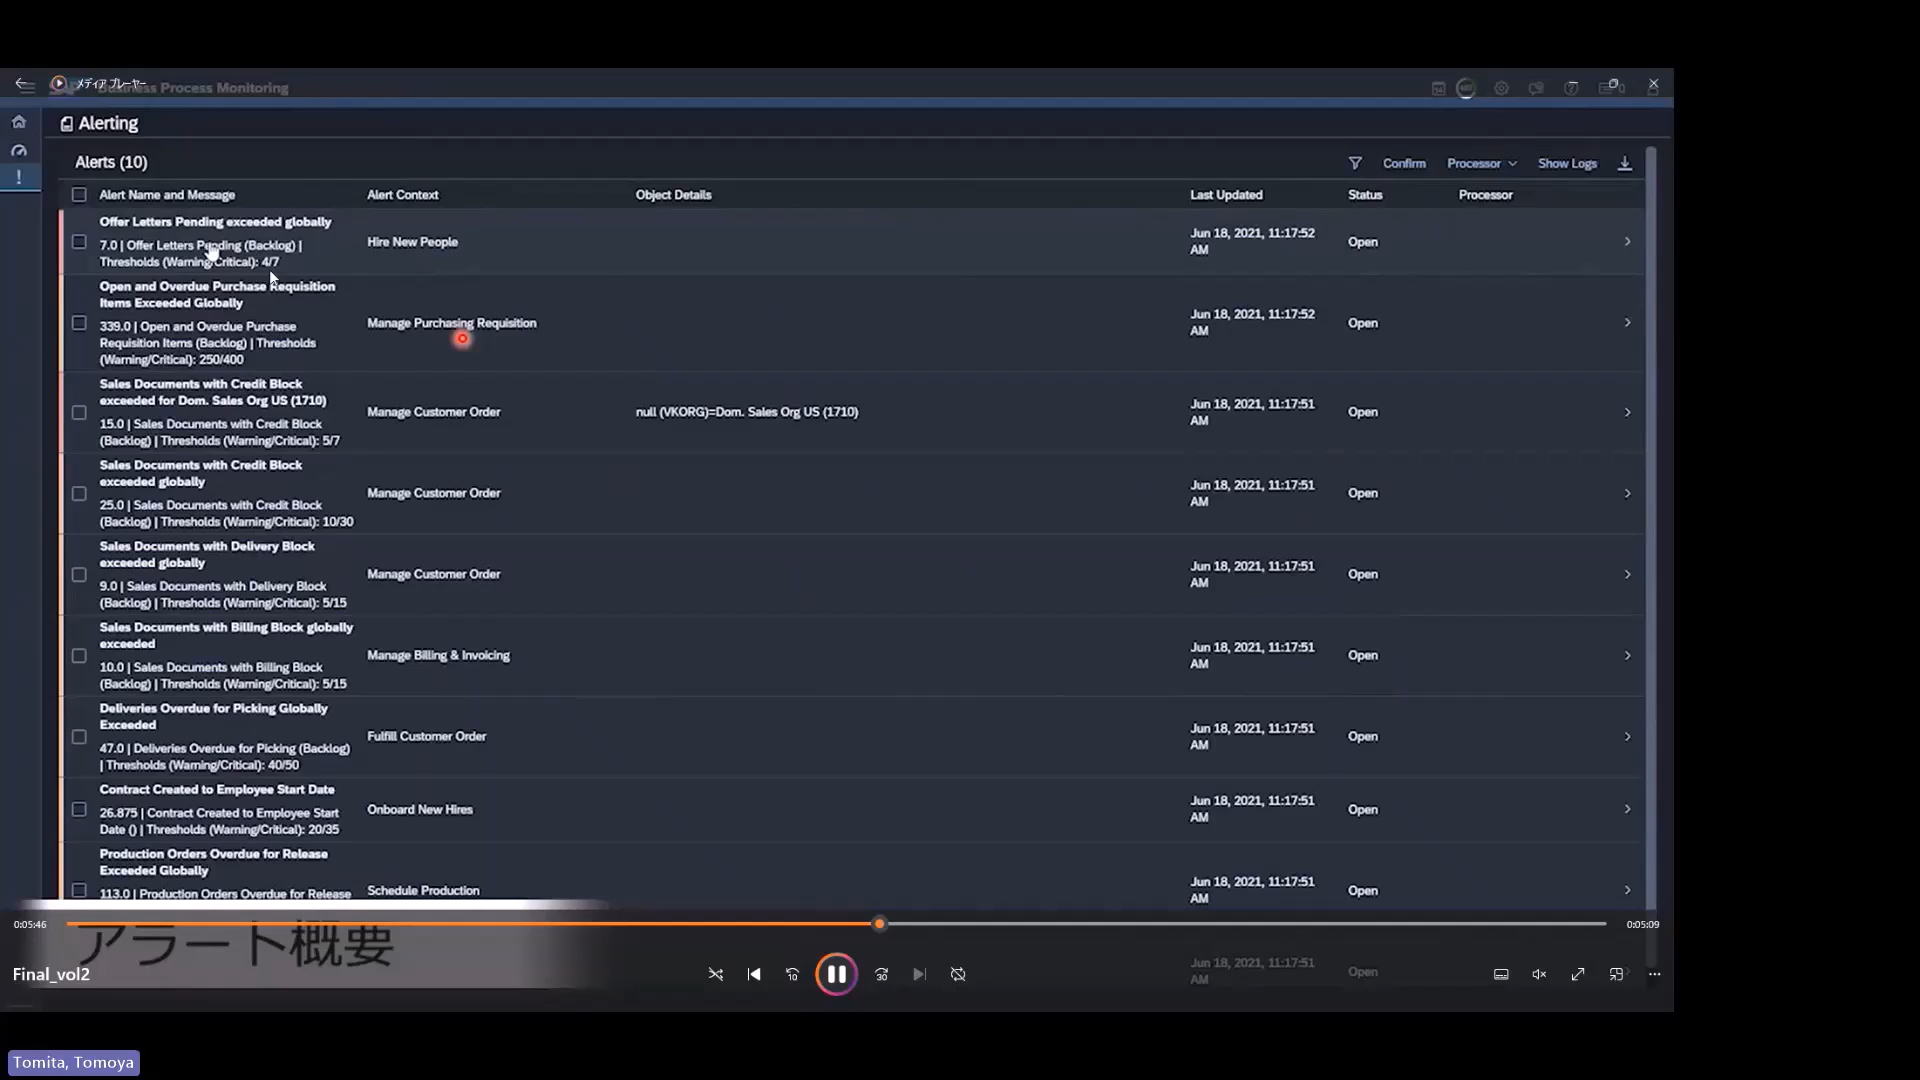 メディア プレーヤー
Business Process Monitoring
Alerting
Alerts (10)
Confirm
Processor
Show Logs
Alert Name and Message
Alert Context
Object Details
Last Updated
Status
Processor
Offer Letters Pending exceeded globally
7.0 | Offer Letters Pending (Backlog) |
Thresholds (Warning/Critical): 4/7
Hire New People
Jun 18, 2021, 11:17:52
AM
Open
Open and Overdue Purchase Requisition
Items Exceeded Globally
339.0 | Open and Overdue Purchase
Requisition Items (Backlog) | Thresholds
(Warning/Critical): 250/400
Manage Purchasing Requisition
Jun 18, 2021, 11:17:52
AM
Open
Sales Documents with Credit Block
exceeded for Dom. Sales Org US (1710)
15.0 | Sales Documents with Credit Block
(Backlog) | Thresholds (Warning/Critical): 5/7
Manage Customer Order
null (VKORG)=Dom. Sales Org US (1710)
Jun 18, 2021, 11:17:51
AM
Open
Sales Documents with Credit Block
exceeded globally
25.0 | Sales Documents with Credit Block
(Backlog) | Thresholds (Warning/Critical): 10/30
Manage Customer Order
Jun 18, 2021, 11:17:51
AM
Open
Sales Documents with Delivery Block
exceeded globally
9.0 | Sales Documents with Delivery Block
(Backlog) | Thresholds (Warning/Critical): 5/15
Manage Customer Order
Jun 18, 2021, 11:17:51
AM
Open
Sales Documents with Billing Block globally
exceeded
10.0 | Sales Documents with Billing Block
(Backlog) | Thresholds (Warning/Critical): 5/15
Manage Billing & Invoicing
Jun 18, 2021, 11:17:51
AM
Open
Deliveries Overdue for Picking Globally
Exceeded
47.0 | Deliveries Overdue for Picking (Backlog)
| Thresholds (Warning/Critical): 40/50
Fulfill Customer Order
Jun 18, 2021, 11:17:51
AM
Open
Contract Created to Employee Start Date
26.875 | Contract Created to Employee Start
Date () | Thresholds (Warning/Critical): 20/35
Onboard New Hires
Jun 18, 2021, 11:17:51
AM
Open
Production Orders Overdue for Release
Exceeded Globally
113.0 | Production Orders Overdue for Release
Schedule Production
Jun 18, 2021, 11:17:51
AM
Open
0:05:46
0:05:09
アラート概要
Final_vol2
10
30
Jun 18, 2021, 11:17:51
AM
Open
Tomita, Tomoya